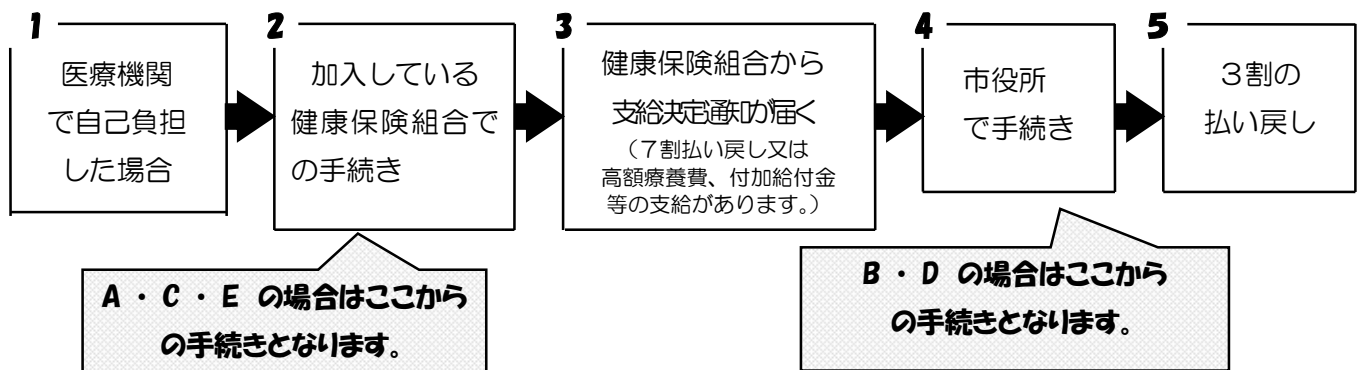 1
医療機関
で自己負担
した場合
2
加入している
健康保険組合で
の手続き
3
健康保険組合から
支給決定通知が届く
（７割払い戻し又は
高額療養費、付加給付金
等の支給があります。）
4
市役所
で手続き
5
３割の
払い戻し
A・C・E の場合はここから
の手続きとなります。
B・D の場合はここから
の手続きとなります。